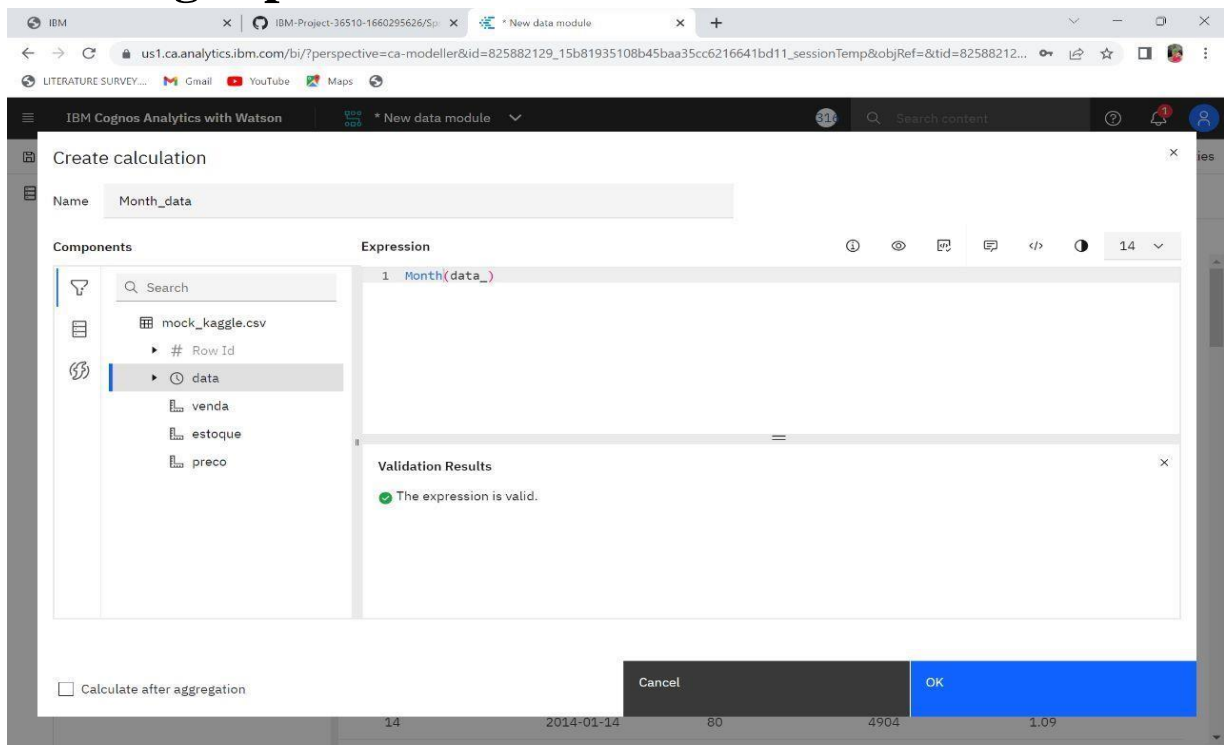 IBM
IBM-Project-36510-1660295626/Sp
* New data module
us1.ca.analytics.ibm.com/bi/?perspective=ca-modeller&id=825882129_15b81935108b45baa35cc6216641bd11_sessionTemp&objRef=&tid=82588212...
LITERATURE SURVEY....
Gmail
YouTube
Maps
IBM Cognos Analytics with Watson
* New data module
Search content
1
Create calculation
ies
Name
Month_data
Components
Expression
14
Search
1 Month(data_)
mock_kaggle.csv
# Row Id
data
venda
estoque
preco
Validation Results
The expression is valid.
Calculate after aggregation
Cancel
OK
14 2014-01-14 80 4904 1.09